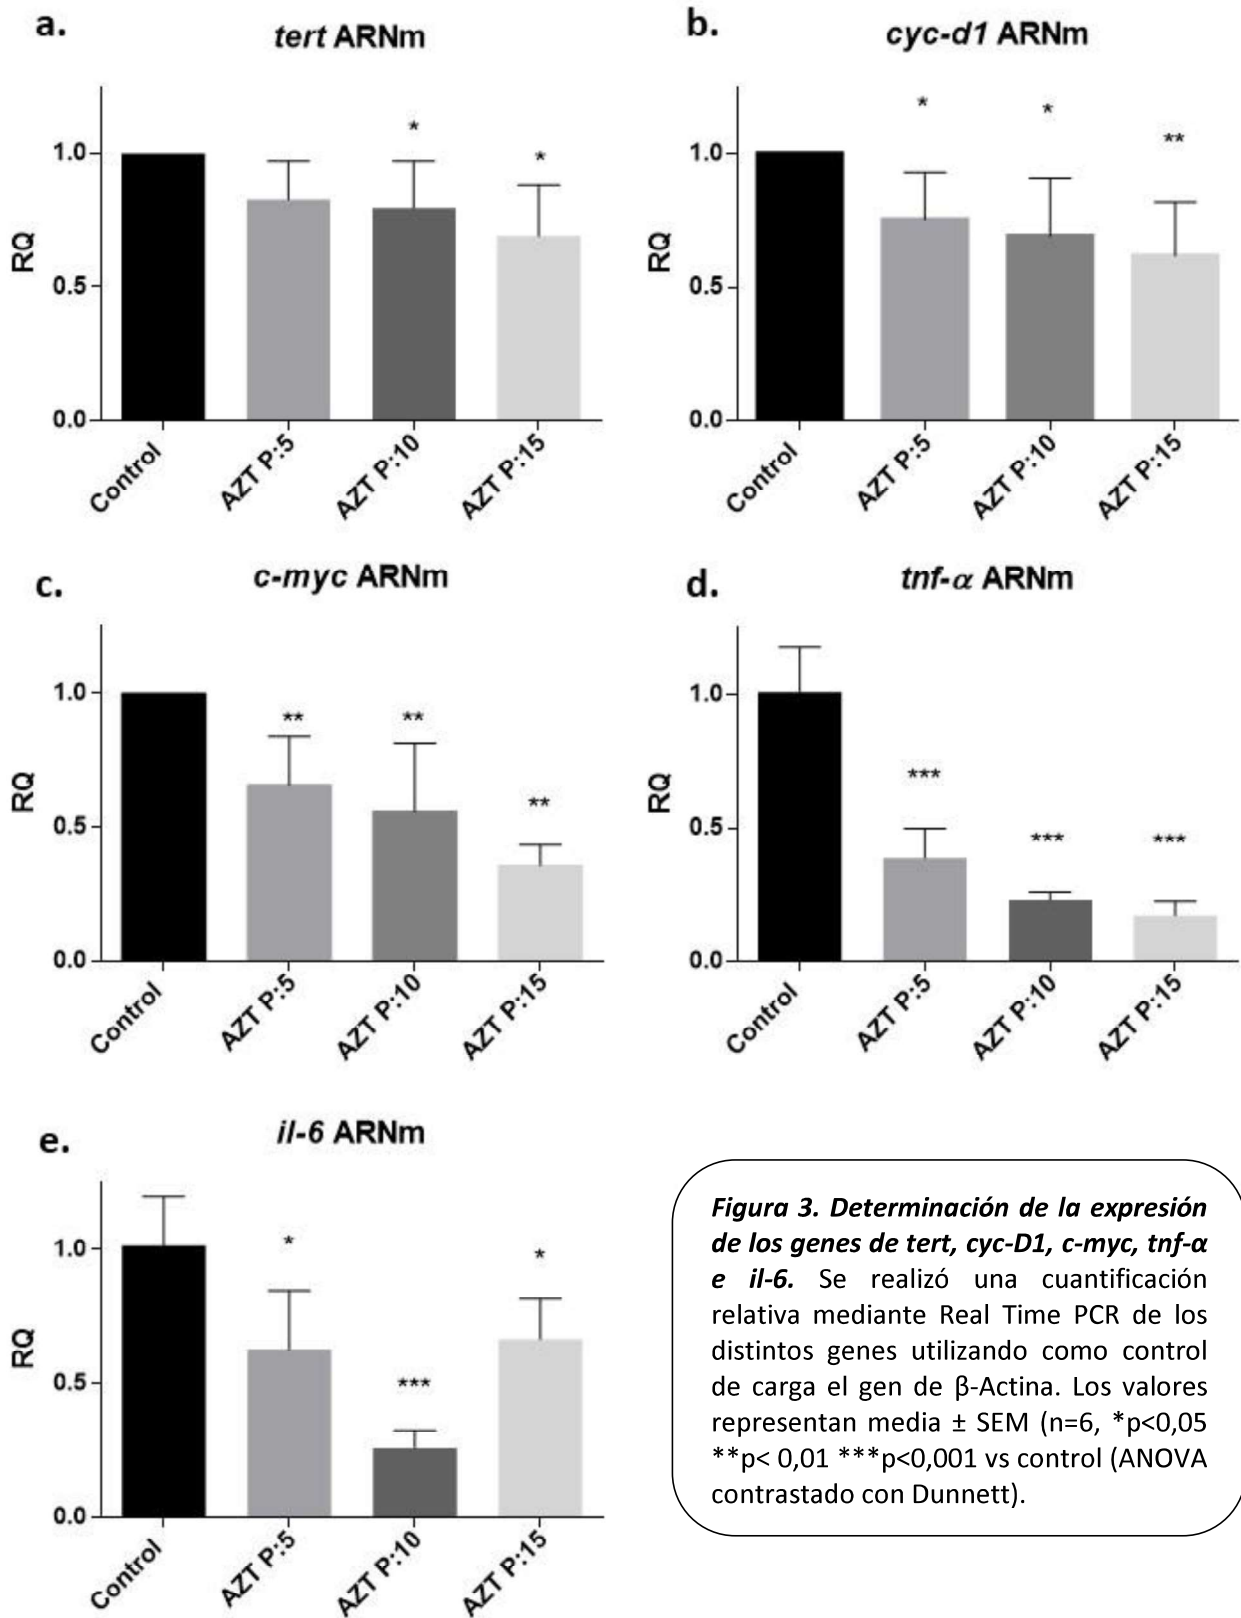 a.
tert ARNm
*
*
1.0
0.5
0.0
RQ
Control
AZT P:5
AZT P:10
AZT P:15
b.
cyc-d1 ARNm
*
*
**
1.0
0.5
0.0
RQ
Control
AZT P:5
AZT P:10
AZT P:15
c.
c-myc ARNm
**
**
**
1.0
0.5
0.0
RQ
Control
AZT P:5
AZT P:10
AZT P:15
d.
tnf-α ARNm
***
***
***
1.0
0.5
0.0
RQ
Control
AZT P:5
AZT P:10
AZT P:15
e.
il-6 ARNm
*
***
*
1.0
0.5
0.0
RQ
Control
AZT P:5
AZT P:10
AZT P:15
Figura 3. Determinación de la expresión
de los genes de tert, cyc-D1, c-myc, tnf-α
e il-6. Se realizó una cuantificación
relativa mediante Real Time PCR de los
distintos genes utilizando como control
de carga el gen de β-Actina. Los valores
representan media ± SEM (n=6, *p<0,05
**p< 0,01 ***p<0,001 vs control (ANOVA
contrastado con Dunnett).